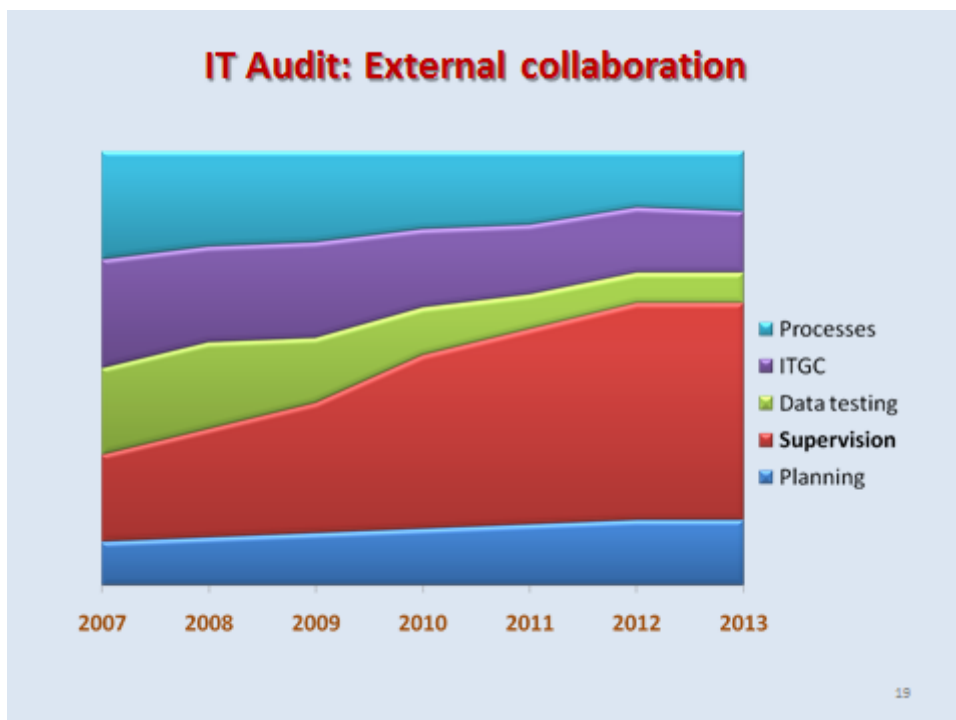 IT Audit: External collaboration
Processes
ITGC
Data testing
Supervision
Planning
2007 2008 2009 2010 2011 2012 2013
19